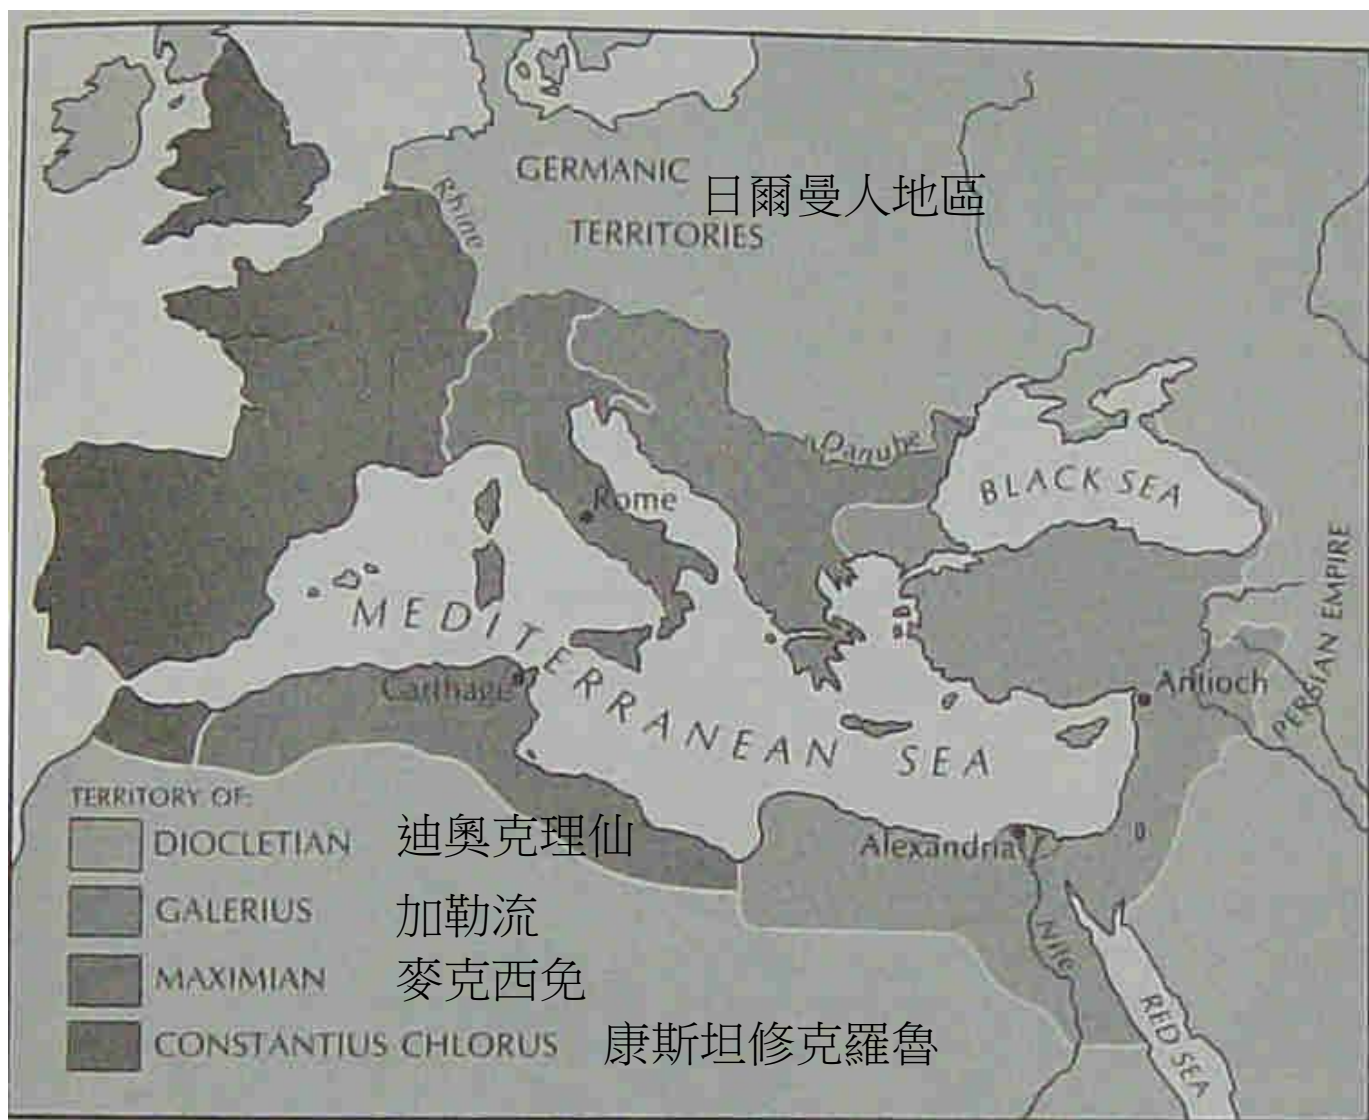 GERMANIC
日爾曼人地區
TERRITORIES
Rhine
Danube
BLACK SEA
Rome
MEDITERRANEAN SEA
PERSIAN EMPIRE
Carthage
Antioch
Alexandria
Nile
RED SEA
TERRITORY OF:
DIOCLETIAN 迪奧克理仙
GALERIUS 加勒流
MAXIMIAN 麥克西免
CONSTANTIUS CHLORUS 康斯坦修克羅魯